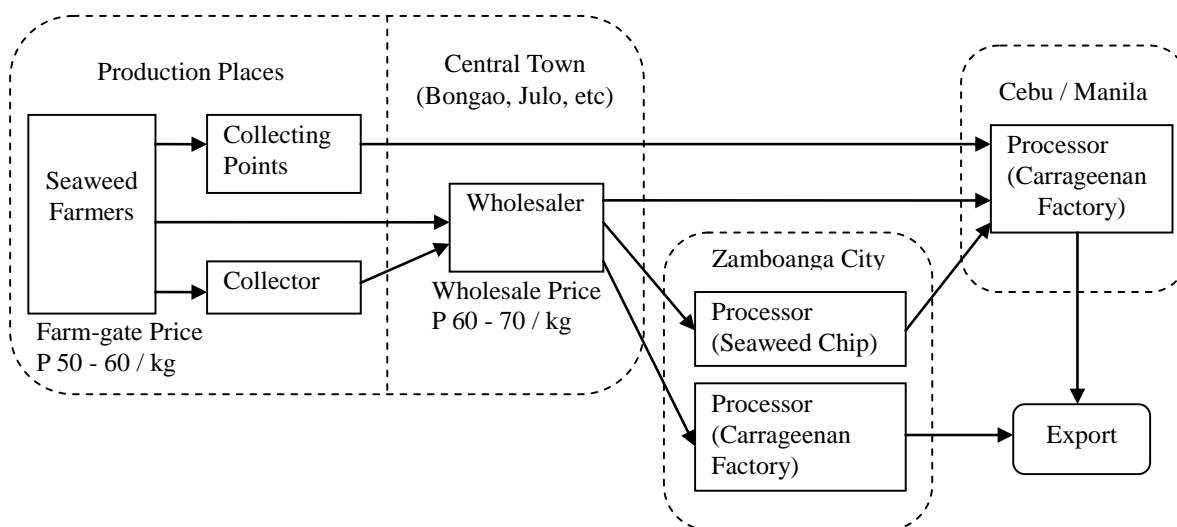 Production Places
Central Town
(Bongao, Julo, etc)
Cebu / Manila
Seaweed
Farmers
Collecting
Points
Collector
Farm-gate Price
P 50 - 60 / kg
Wholesaler
Wholesale Price
P 60 - 70 / kg
Zamboanga City
Processor
(Seaweed Chip)
Processor
(Carrageenan
Factory)
Processor
(Carrageenan
Factory)
Export